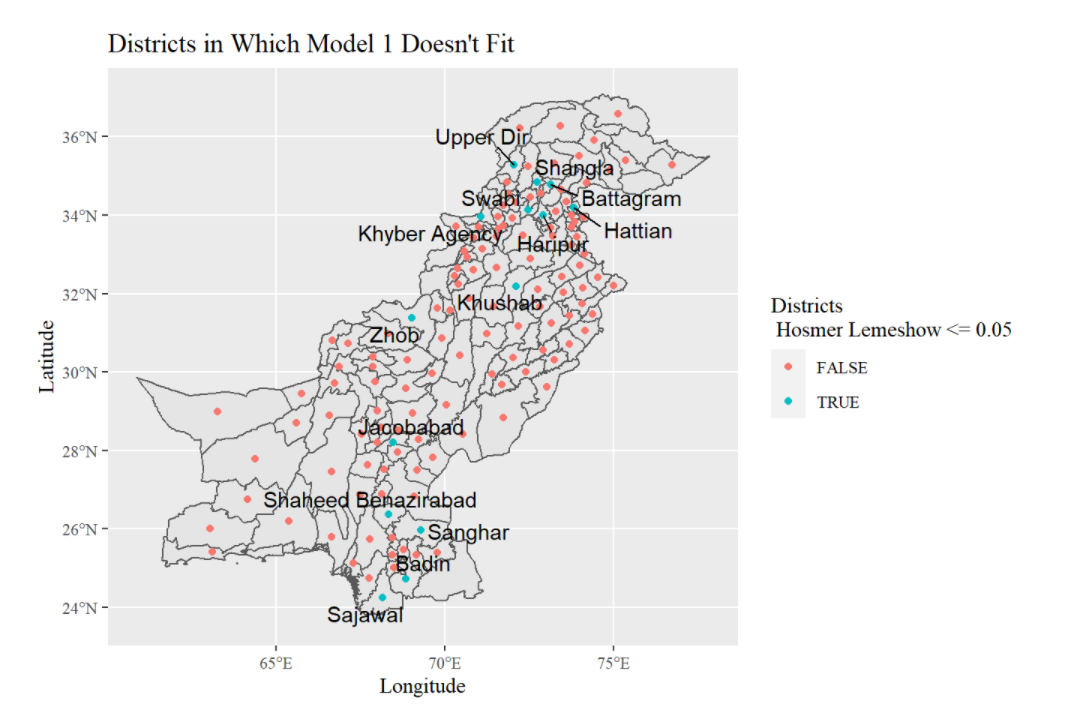 Districts in Which Model 1 Doesn't Fit
Latitude
36°N
34°N
32°N
30°N
28°N
26°N
24°N
Upper Dir
Shangla
Swabi
Battagram
Khyber Agency
Hattian
Haripur
Khushab
Zhob
Jacobabad
Shaheed Benazirabad
Sanghar
Badin
Sajawal
65°E
70°E
75°E
Longitude
Districts
Hosmer Lemeshow <= 0.05
FALSE
TRUE